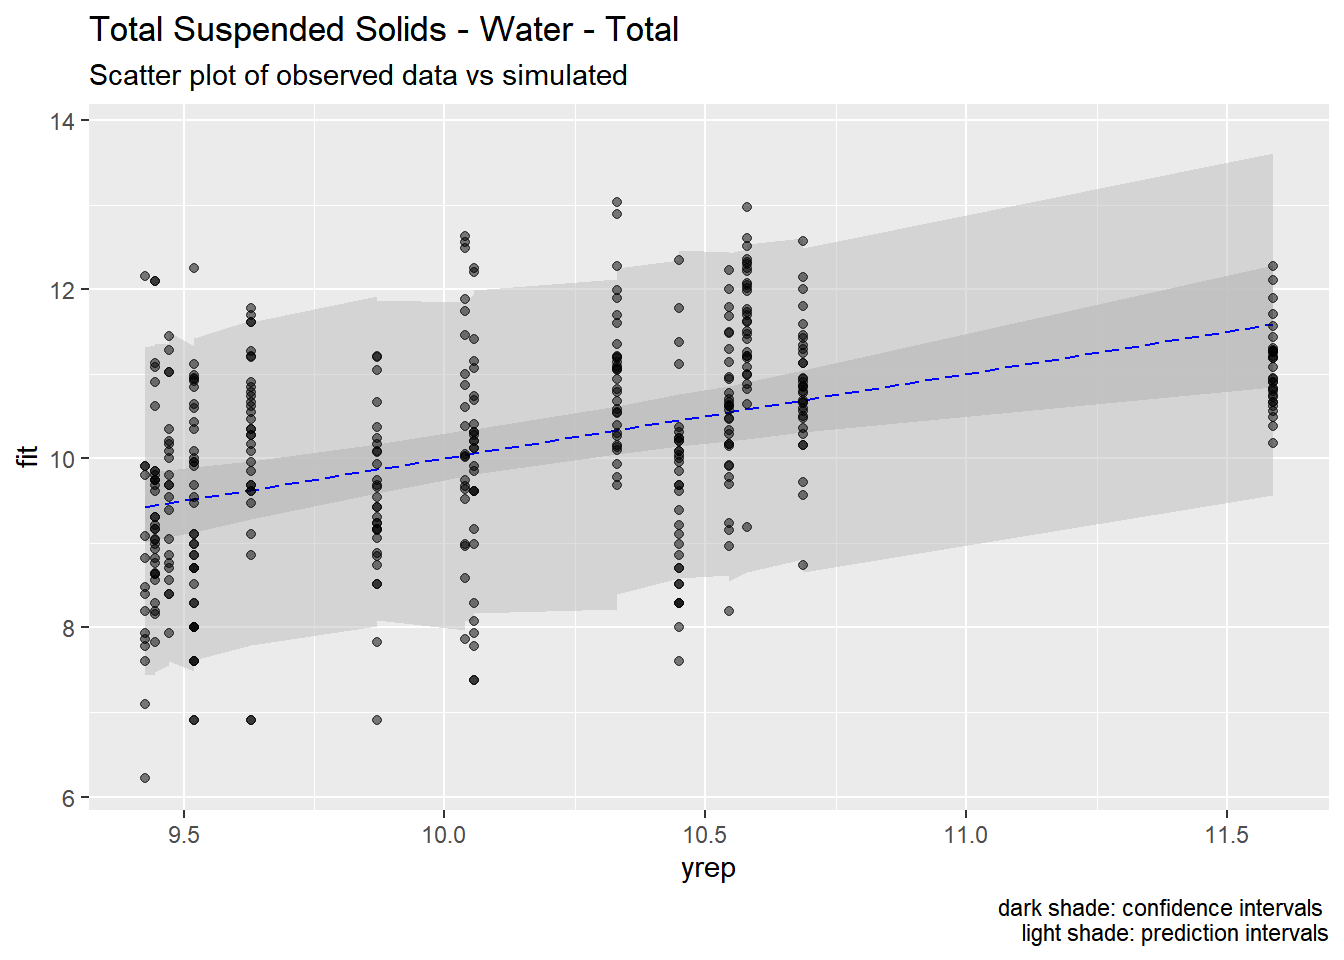 Total Suspended Solids - Water - Total
Scatter plot of observed data vs simulated
14
12
10
8
6
fit
9.5 10.0 10.5 11.0 11.5
yrep
dark shade: confidence intervals
light shade: prediction intervals